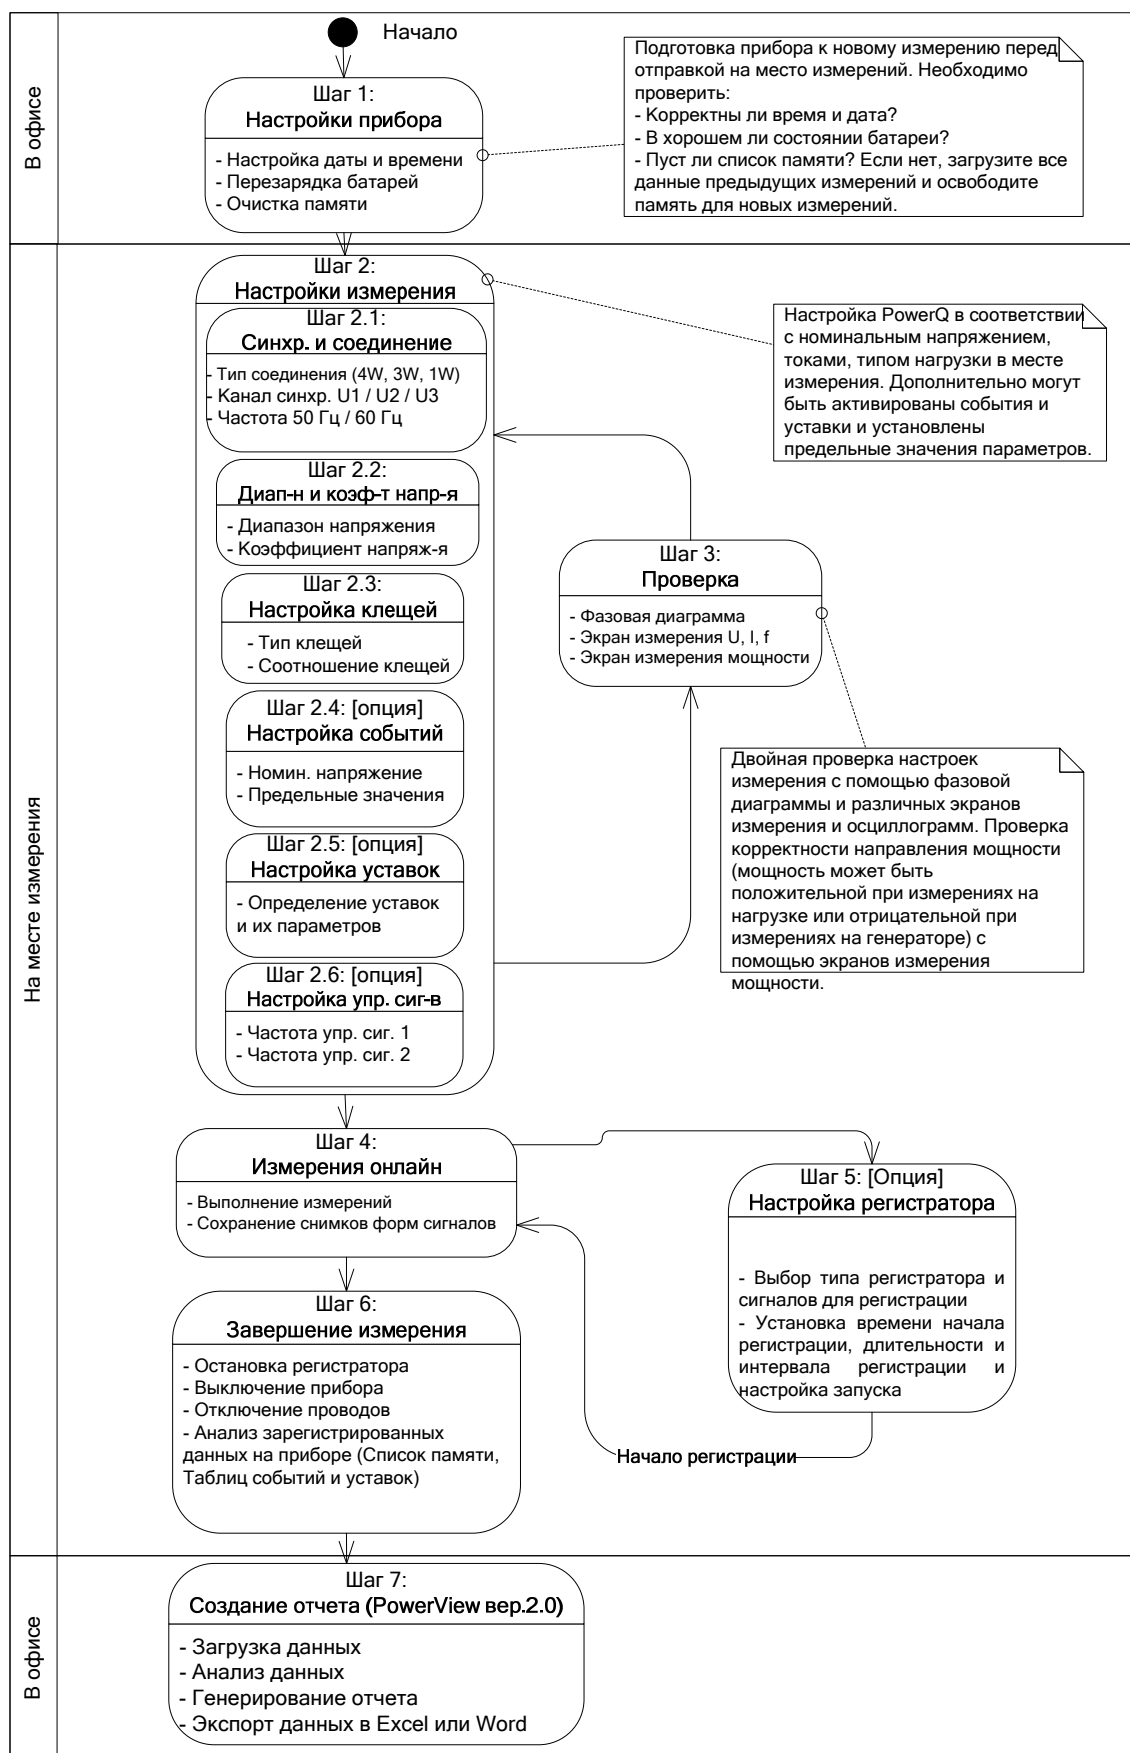 В офисе
Начало
Шаг 1:
Настройки прибора
- Настройка даты и времени
- Перезарядка батарей
- Очистка памяти
Подготовка прибора к новому измерению перед
отправкой на место измерений. Необходимо
проверить:
- Корректны ли время и дата?
- В хорошем ли состоянии батареи?
- Пуст ли список памяти? Если нет, загрузите все
данные предыдущих измерений и освободите
память для новых измерений.
На месте измерения
Шаг 2:
Настройки измерения
Шаг 2.1:
Синхр. и соединение
- Тип соединения (4W, 3W, 1W)
- Канал синхр. U1 / U2 / U3
- Частота 50 Гц / 60 Гц
Настройка PowerQ в соответствии
с номинальным напряжением,
токами, типом нагрузки в месте
измерения. Дополнительно могут
быть активированы события и
уставки и установлены
предельные значения параметров.
Шаг 2.2:
Диап-н и коэф-т напр-я
- Диапазон напряжения
- Коэффициент напряж-я
Шаг 2.3:
Настройка клещей
- Тип клещей
- Соотношение клещей
Шаг 3:
Проверка
- Фазовая диаграмма
- Экран измерения U, I, f
- Экран измерения мощности
Шаг 2.4: [опция]
Настройка событий
- Номин. напряжение
- Предельные значения
Двойная проверка настроек
измерения с помощью фазовой
диаграммы и различных экранов
измерения и осциллограмм. Проверка
корректности направления мощности
(мощность может быть
положительной при измерениях на
нагрузке или отрицательной при
измерениях на генераторе) с
помощью экранов измерения
мощности.
Шаг 2.5: [опция]
Настройка уставок
- Определение уставок
и их параметров
Шаг 2.6: [опция]
Настройка упр. сиг-в
- Частота упр. сиг. 1
- Частота упр. сиг. 2
Шаг 4:
Измерения онлайн
- Выполнение измерений
- Сохранение снимков форм сигналов
Шаг 5: [Опция]
Настройка регистратора
- Выбор типа регистратора и
сигналов для регистрации
- Установка времени начала
регистрации, длительности и
интервала регистрации и
настройка запуска
Начало регистрации
Шаг 6:
Завершение измерения
- Остановка регистратора
- Выключение прибора
- Отключение проводов
- Анализ зарегистрированных
данных на приборе (Список памяти,
Таблиц событий и уставок)
В офисе
Шаг 7:
Создание отчета (PowerView вер.2.0)
- Загрузка данных
- Анализ данных
- Генерирование отчета
- Экспорт данных в Excel или Word